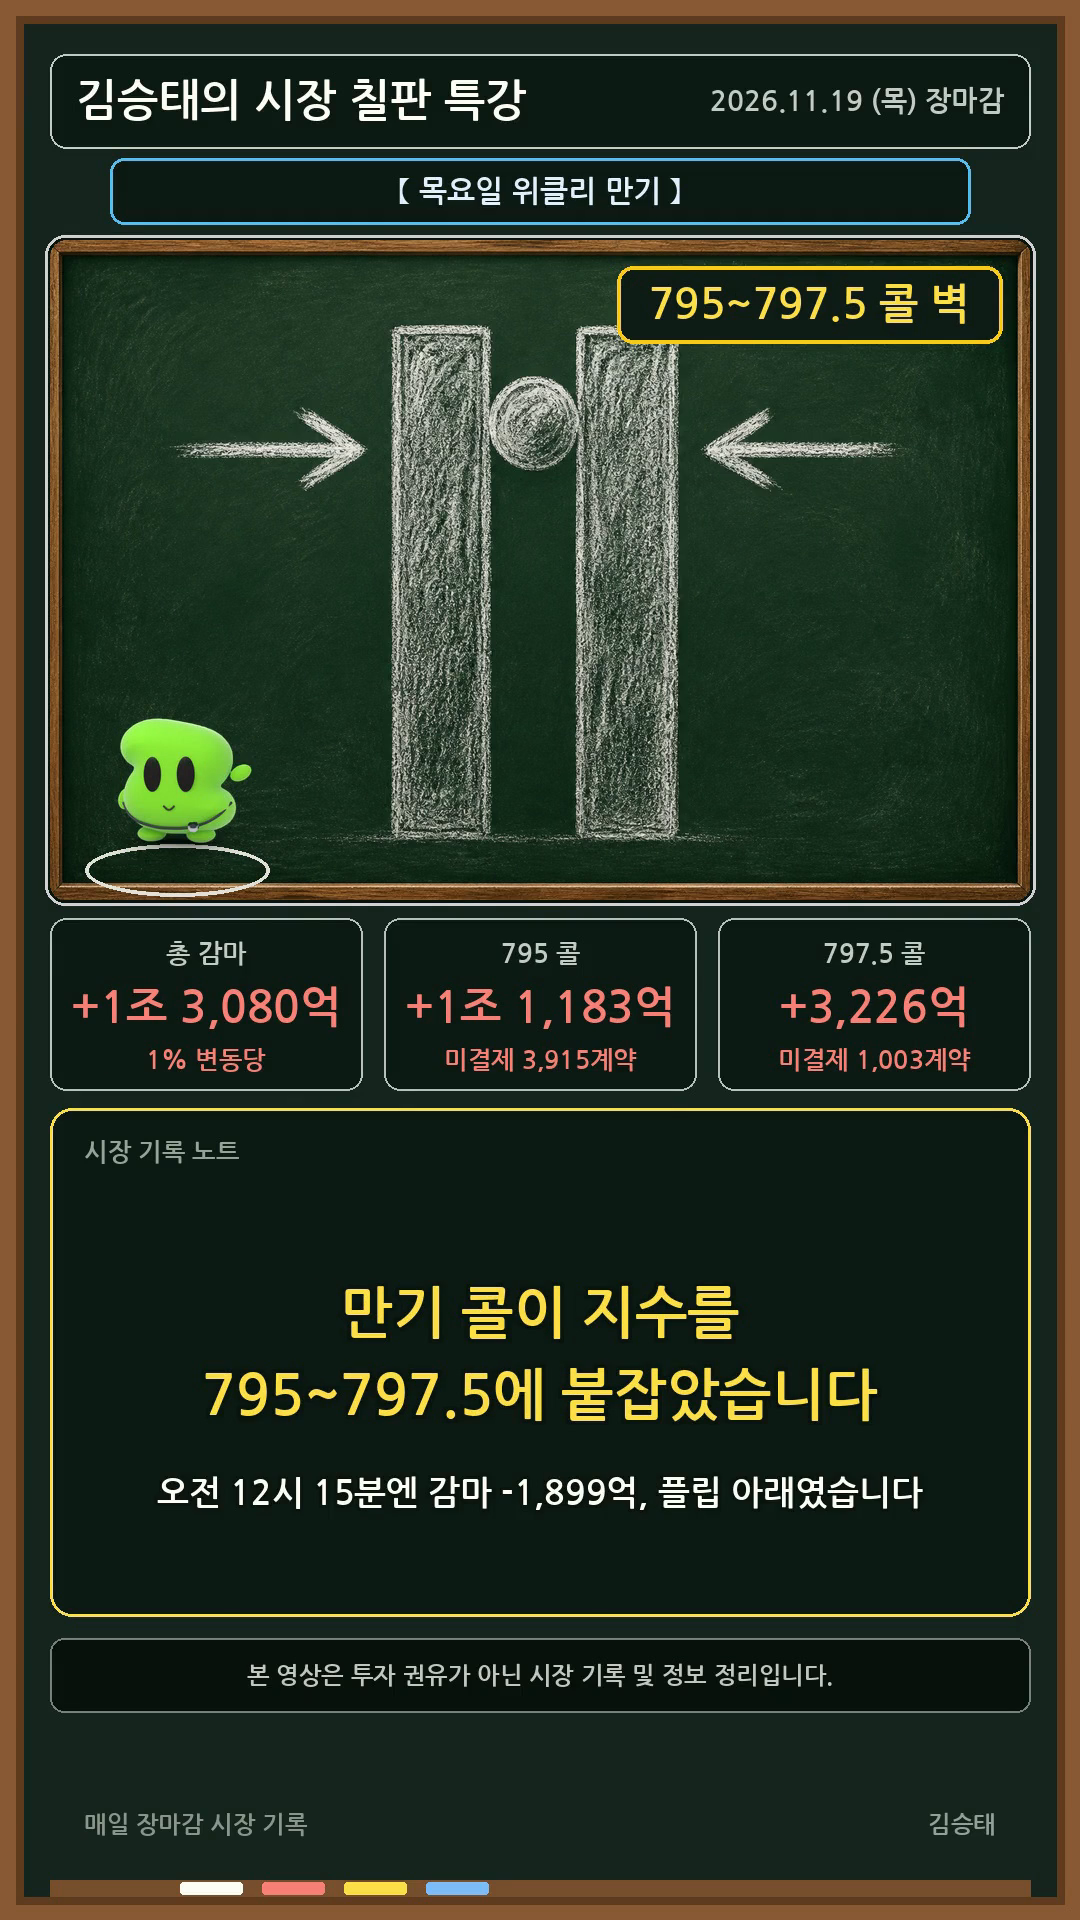 김승태의 시장 칠판 특강
2026.11.19 (목) 장마감
【 목요일 위클리 만기 】
795~797.5 콜 벽
총 감마
+1조 3,080억
1% 변동당
795 콜
+1조 1,183억
미결제 3,915계약
797.5 콜
+3,226억
미결제 1,003계약
시장 기록 노트
만기 콜이 지수를
795~797.5에 붙잡았습니다
오전 12시 15분엔 감마 -1,899억, 플립 아래였습니다
본 영상은 투자 권유가 아닌 시장 기록 및 정보 정리입니다.
매일 장마감 시장 기록
김승태